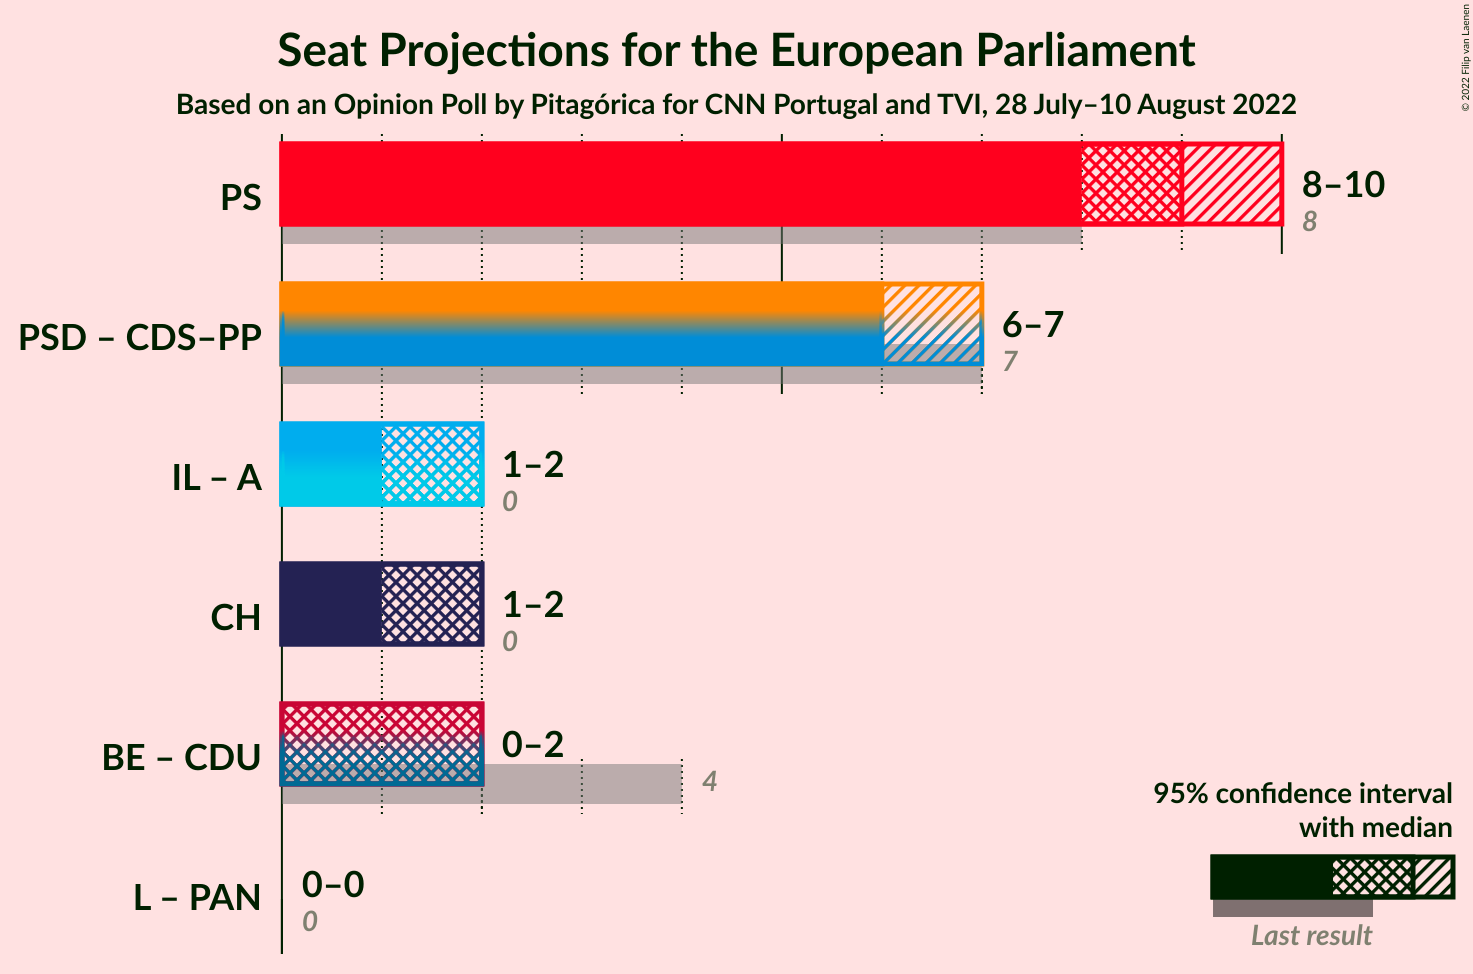 Seat Projections for the European Parliament
Based on an Opinion Poll by Pitagórica for CNN Portugal and TVI, 28 July–10 August 2022
© 2022 Filip van Laenen
PS
8–10
8
PSD – CDS–PP
6–7
7
IL – A
1–2
0
CH
1–2
0
BE – CDU
0–2
4
L – PAN
0–0
0
95% confidence interval
with median
Last result